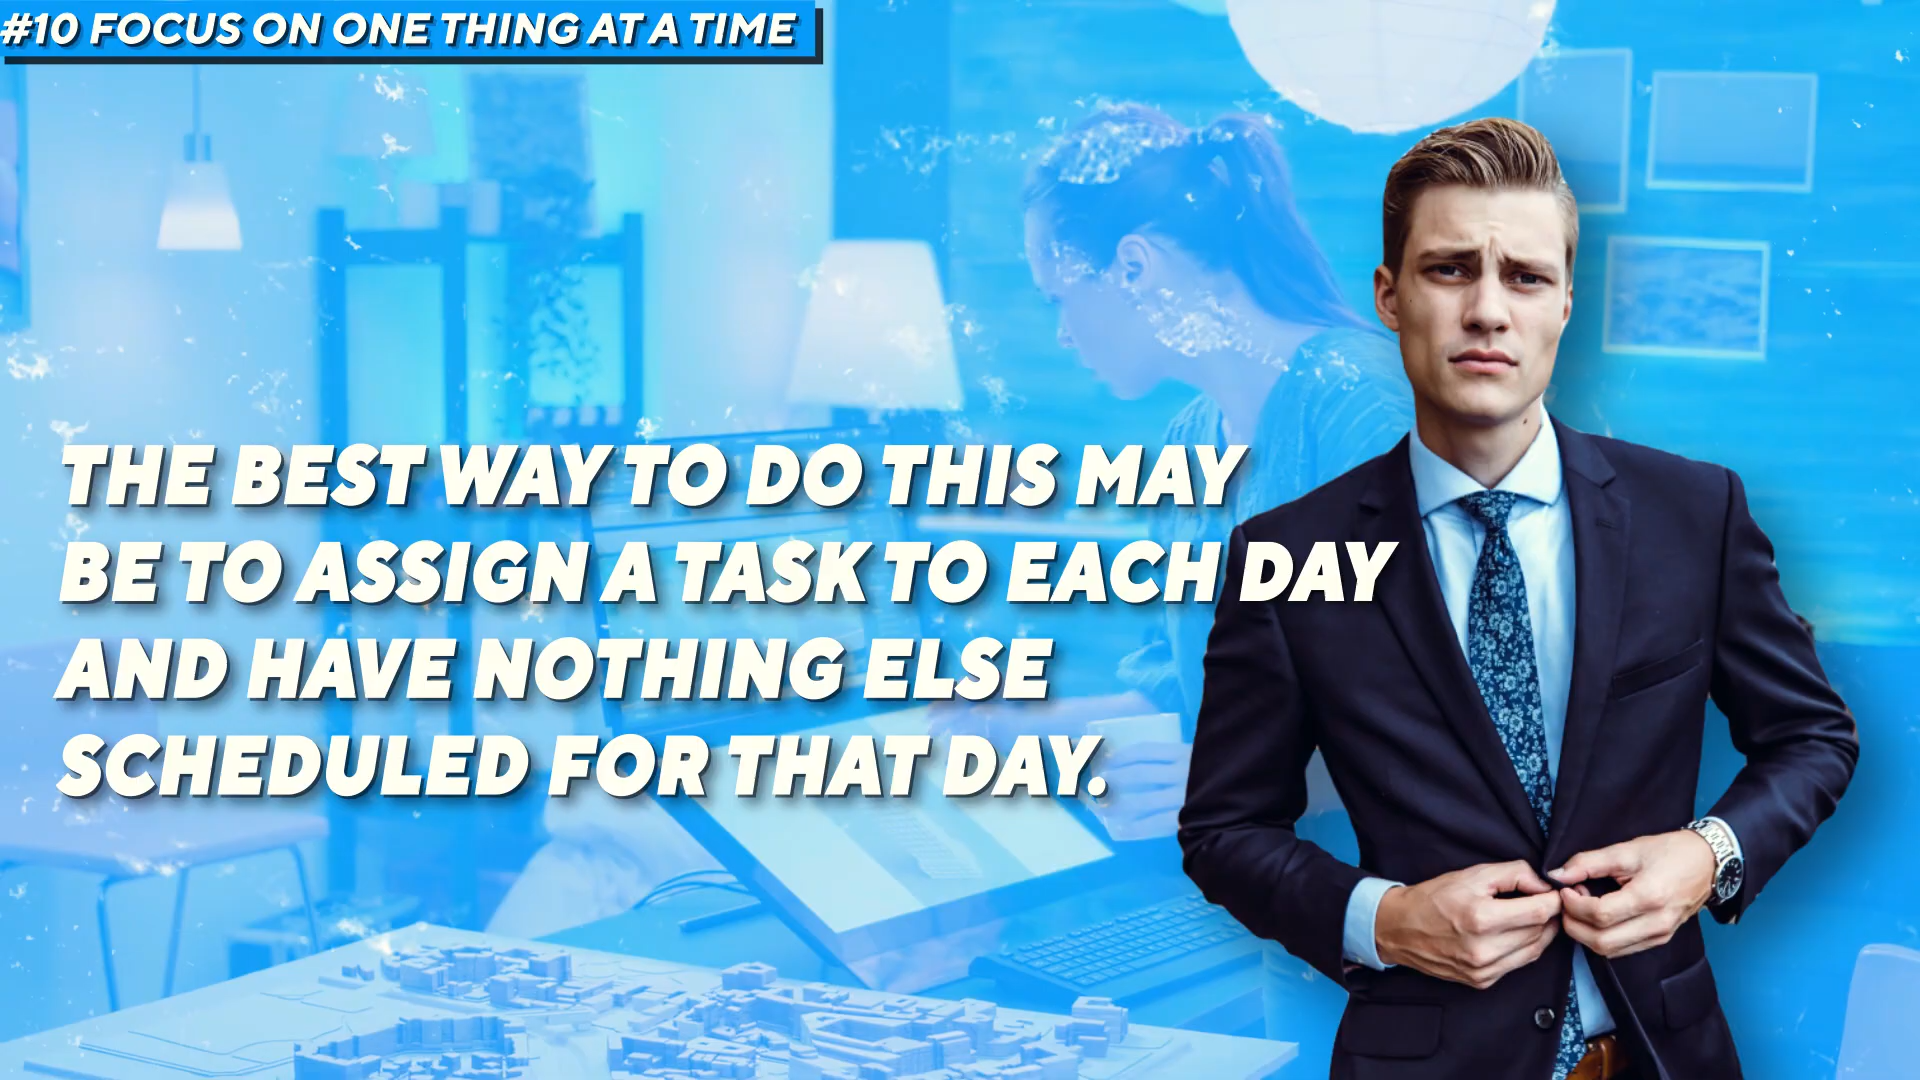 #10 FOCUS ON ONE THING AT A TIME
THE BEST WAY TO DO THIS MAY
BE TO ASSIGN A TASK TO EACH DAY
AND HAVE NOTHING ELSE
SCHEDULED FOR THAT DAY.